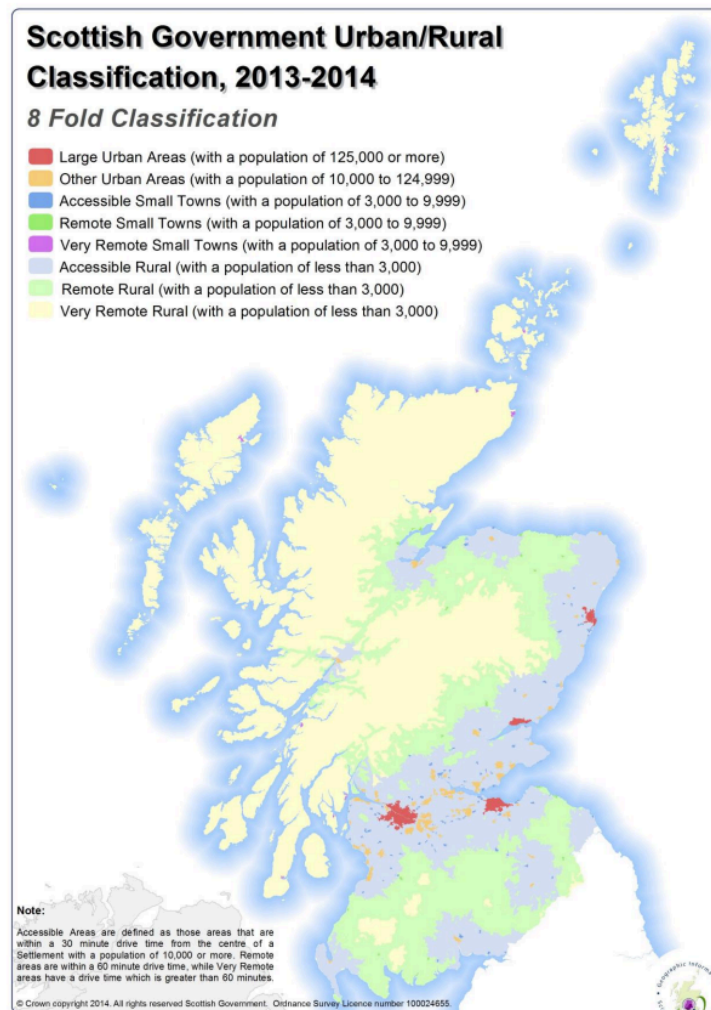 Scottish Government Urban/Rural
Classification, 2013-2014
8 Fold Classification
Large Urban Areas (with a population of 125,000 or more)
Other Urban Areas (with a population of 10,000 to 124,999)
Accessible Small Towns (with a population of 3,000 to 9,999)
Remote Small Towns (with a population of 3,000 to 9,999)
Very Remote Small Towns (with a population of 3,000 to 9,999)
Accessible Rural (with a population of less than 3,000)
Remote Rural (with a population of less than 3,000)
Very Remote Rural (with a population of less than 3,000)
Note:
Accessible Areas are defined as those areas that are
within a 30 minute drive time from the centre of a
Settlement with a population of 10,000 or more. Remote
areas are within a 60 minute drive time, while Very Remote
areas have a drive time which is greater than 60 minutes.
© Crown copyright 2014. All rights reserved Scottish Government. Ordnance Survey Licence number 100024655.
Geographic